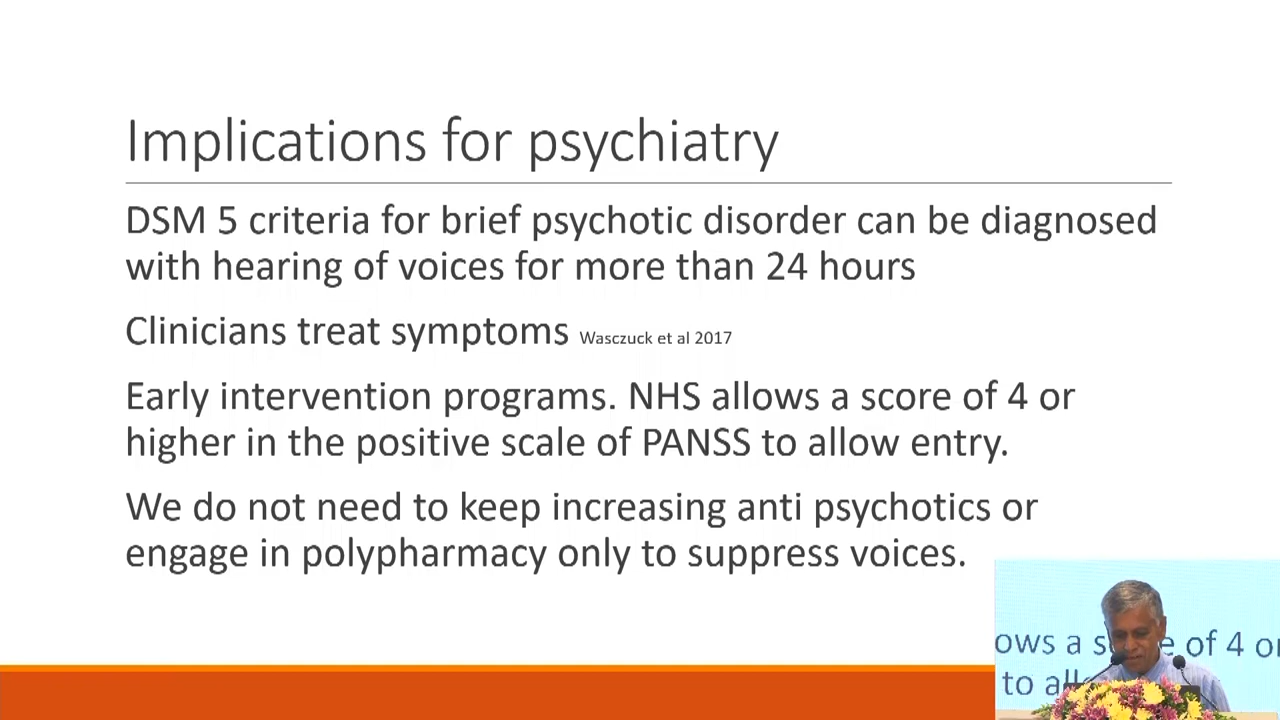 Implications for psychiatry
DSM 5 criteria for brief psychotic disorder can be diagnosed
with hearing of voices for more than 24 hours
Clinicians treat symptoms Wasczuck et al 2017
Early intervention programs. NHS allows a score of 4 or
higher in the positive scale of PANSS to allow entry.
We do not need to keep increasing anti psychotics or
engage in polypharmacy only to suppress voices.
ows a s e of 4 or
to all